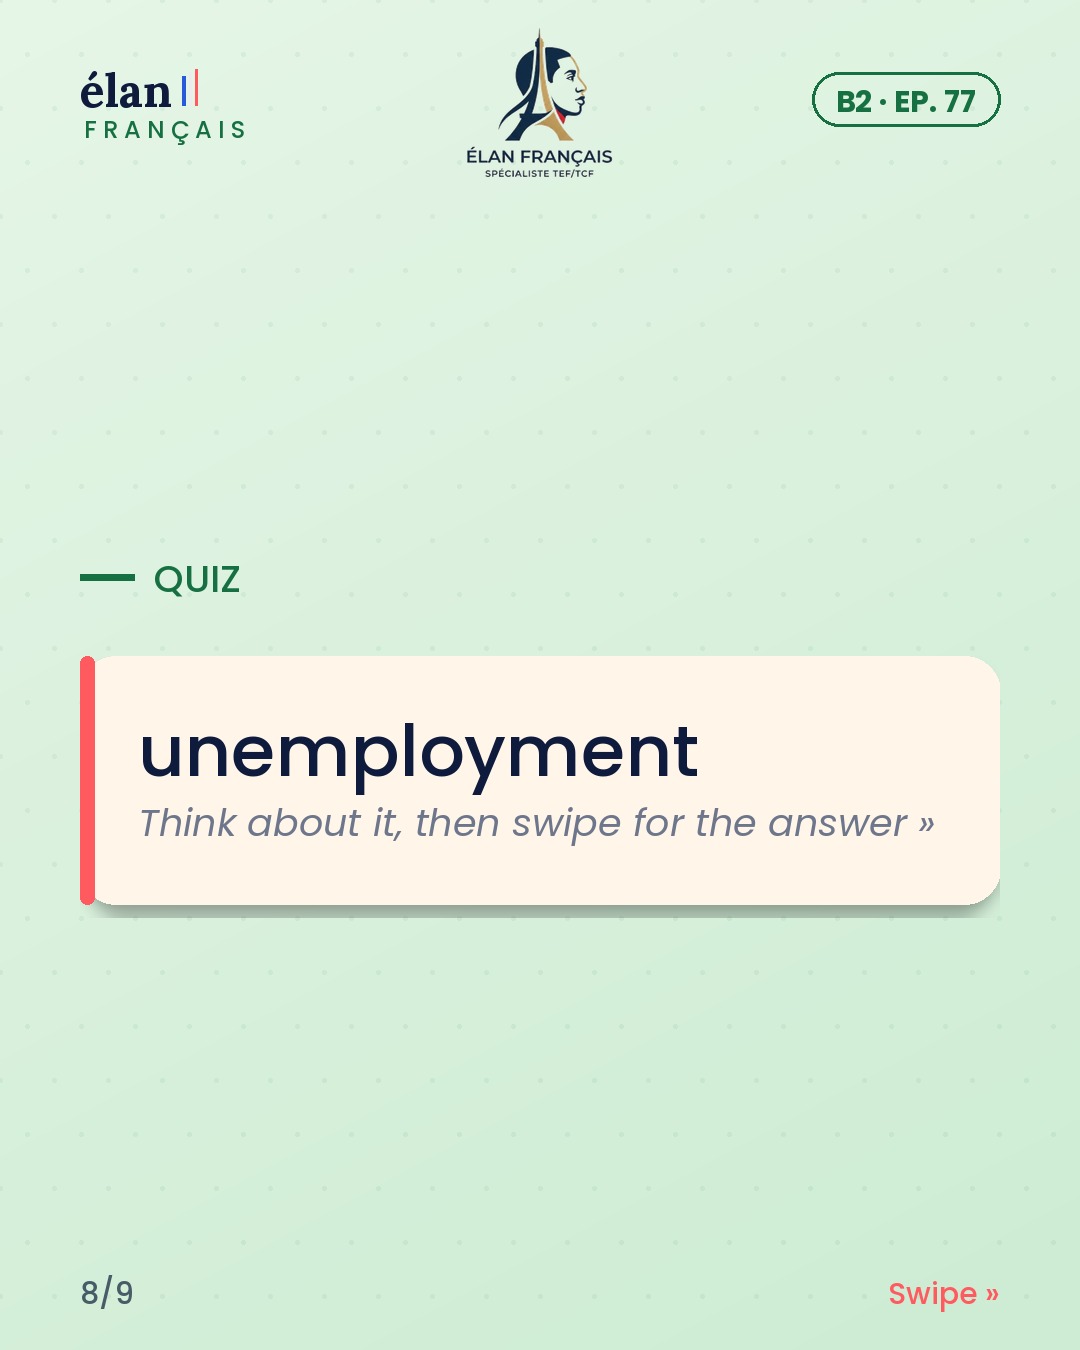 élan
FRANÇAIS
ÉLAN FRANÇAIS
SPÉCIALISTE TEF/TCF
B2 · EP. 77
QUIZ
unemployment
Think about it, then swipe for the answer »
8/9
Swipe »